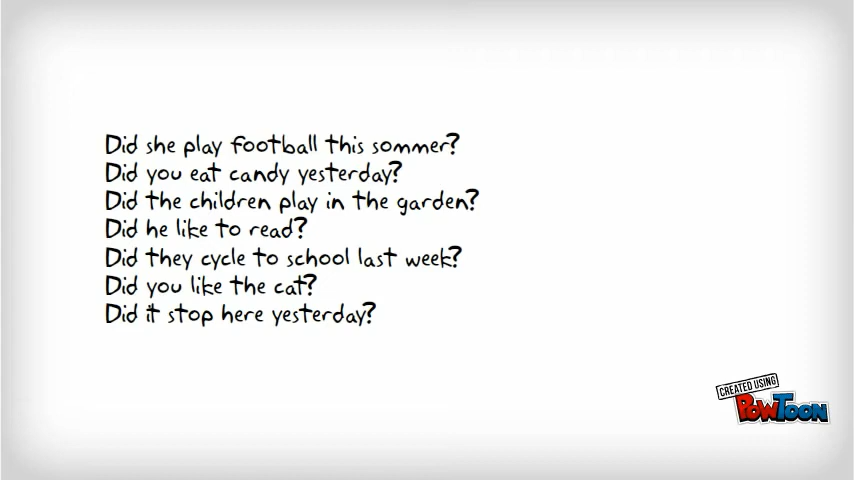 Did she play football this sommer?
Did you eat candy yesterday?
Did the children play in the garden?
Did he like to read?
Did they cycle to school last week?
Did you like the cat?
Did it stop here yesterday?
CREATED USING
POWTOON